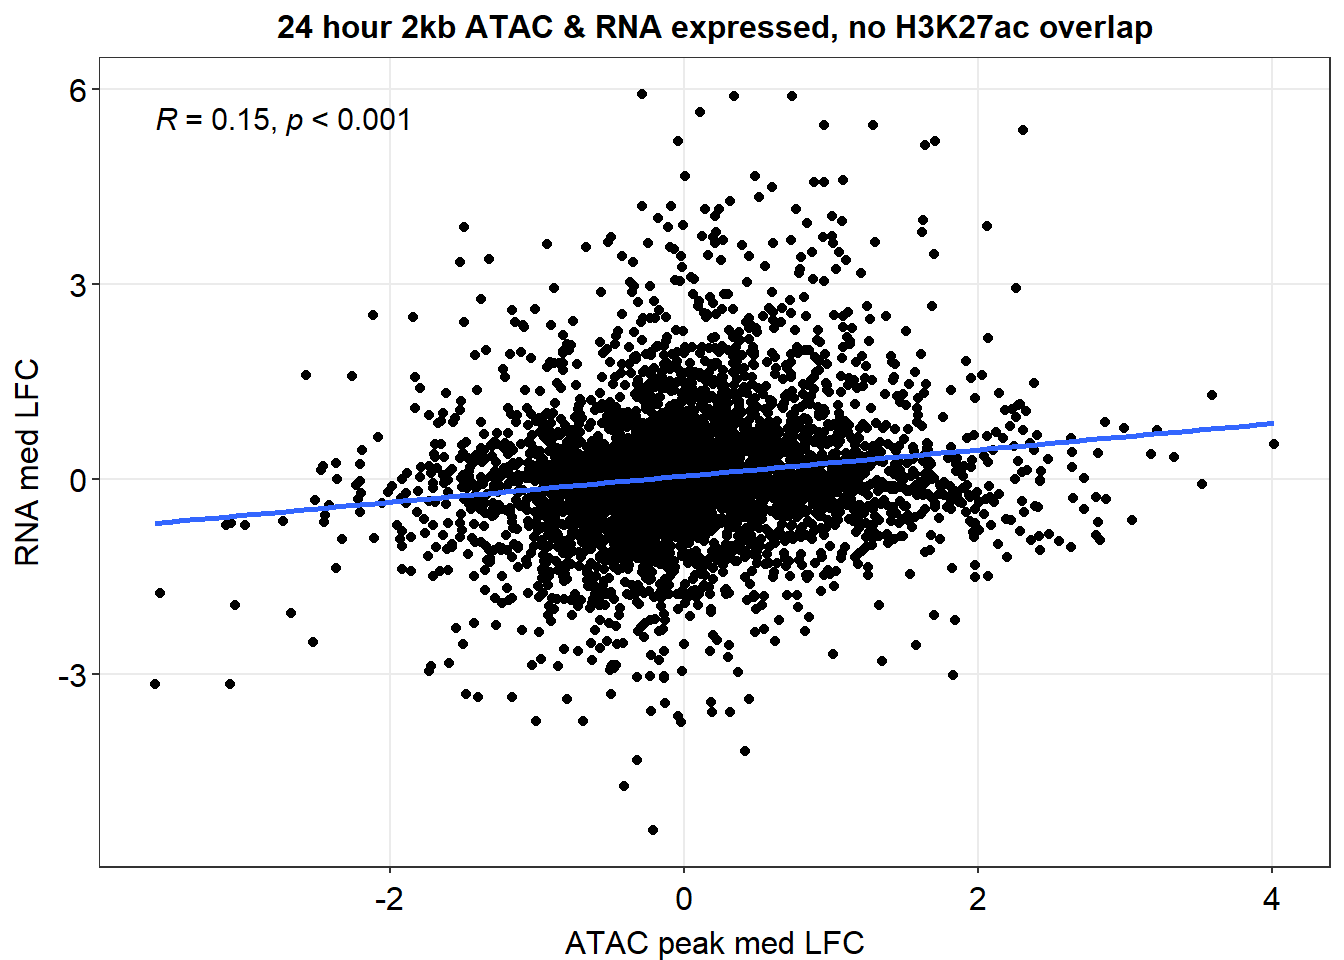 24 hour 2kb ATAC & RNA expressed, no H3K27ac overlap
R = 0.15, p < 0.001
6
3
0
-3
RNA med LFC
-2
0
2
4
ATAC peak med LFC